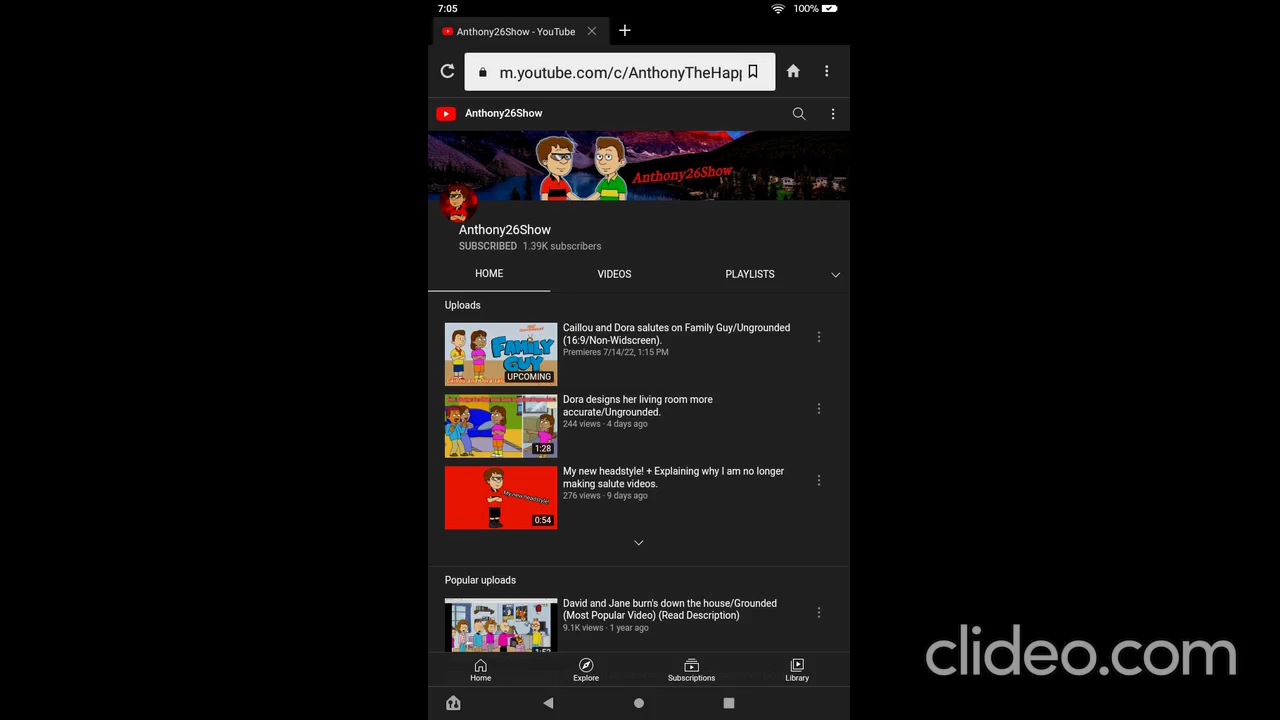 7:05
100%
Anthony26Show - YouTube
m.youtube.com/c/AnthonyTheHapp
Anthony26Show
Anthony26Show
Anthony26Show
SUBSCRIBED 1.39K subscribers
HOME VIDEOS PLAYLISTS
Uploads
Caillou and Dora salutes on Family Guy/Ungrounded
(16:9/Non-Widscreen).
Premieres 7/14/22, 1:15 PM
FAMILY
GUY
UPCOMING
Dora designs her living room more
accurate/Ungrounded.
244 views · 4 days ago
1:28
My new headstyle! + Explaining why I am no longer
making salute videos.
276 views · 9 days ago
My new headstyle!
0:54
Popular uploads
David and Jane burn's down the house/Grounded
(Most Popular Video) (Read Description)
9.1K views · 1 year ago
Home Explore Subscriptions Library
clideo.com